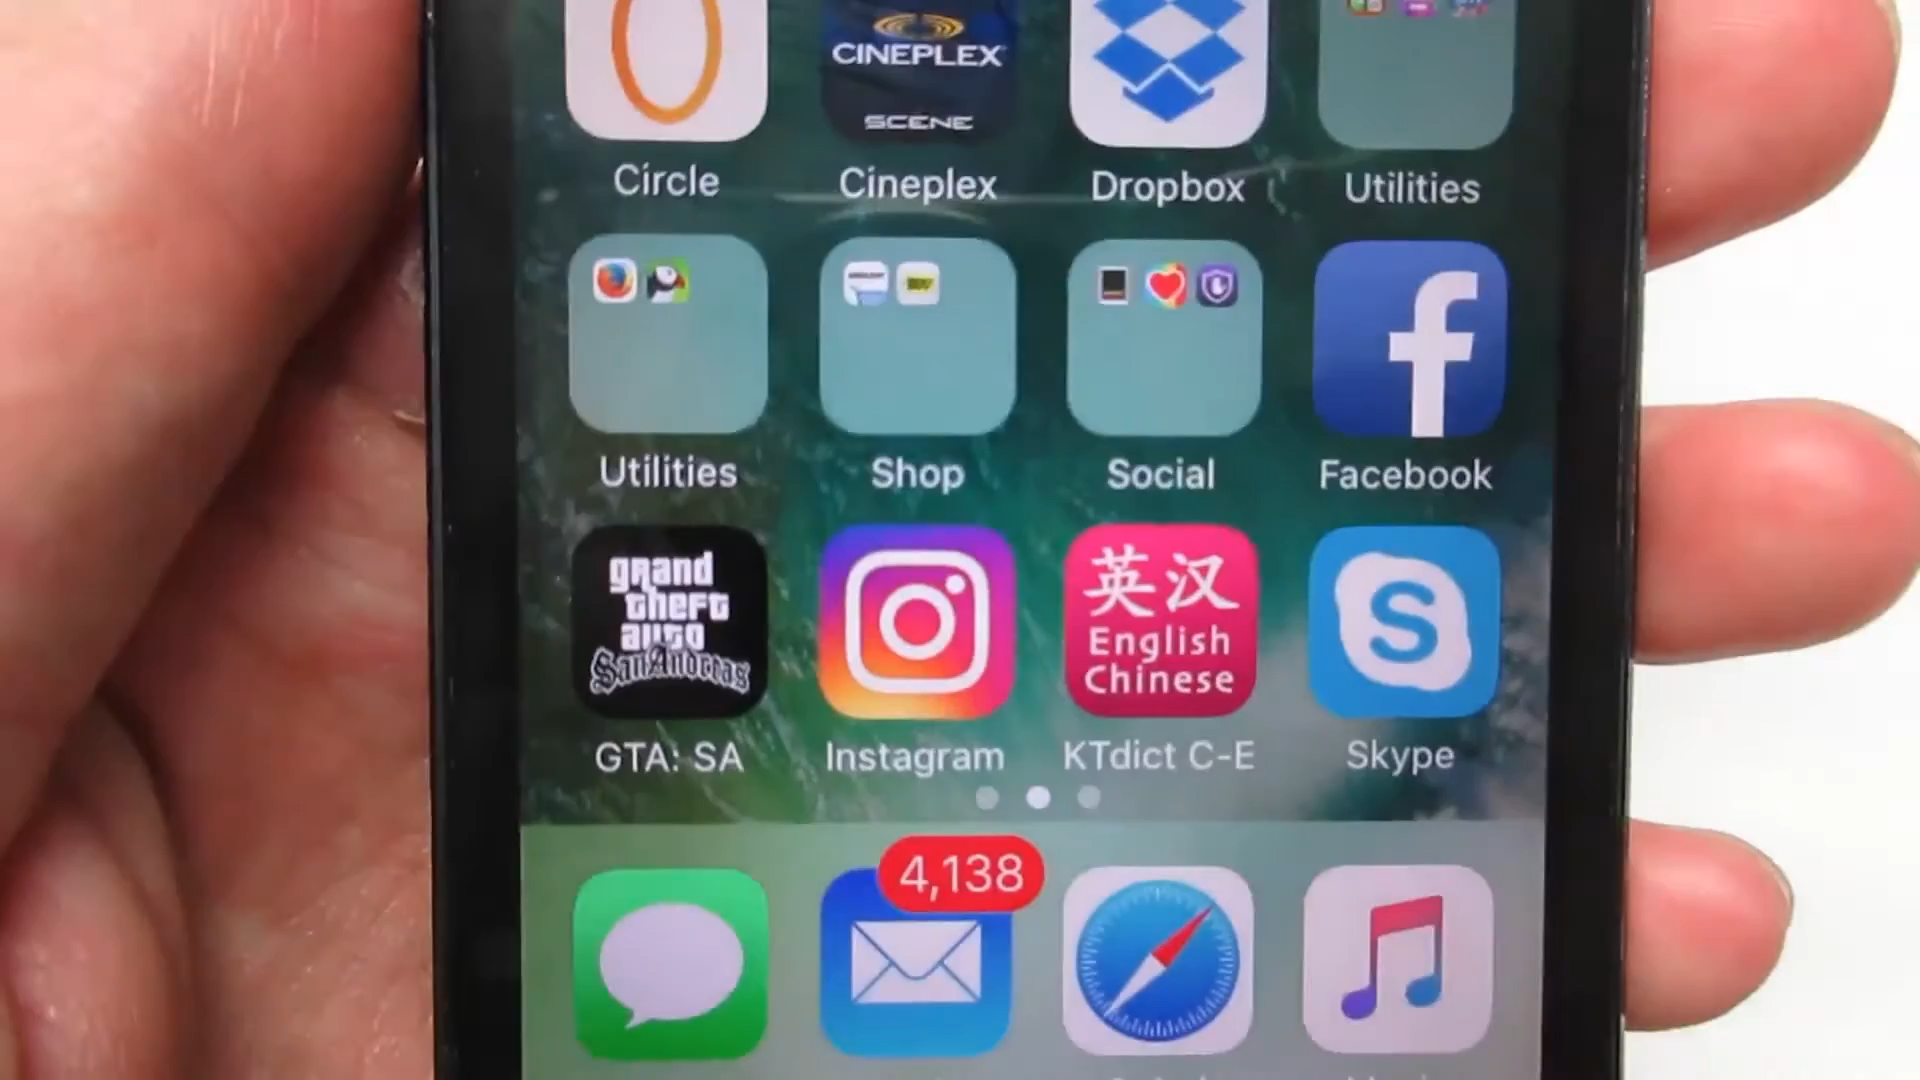 CINEPLEX
SCENE
Circle
Cineplex
Dropbox
Utilities
Utilities
Shop
Social
Facebook
grand
theft
auto
San Andreas
英汉
English
Chinese
S
GTA: SA
Instagram
KTdict C-E
Skype
4,138